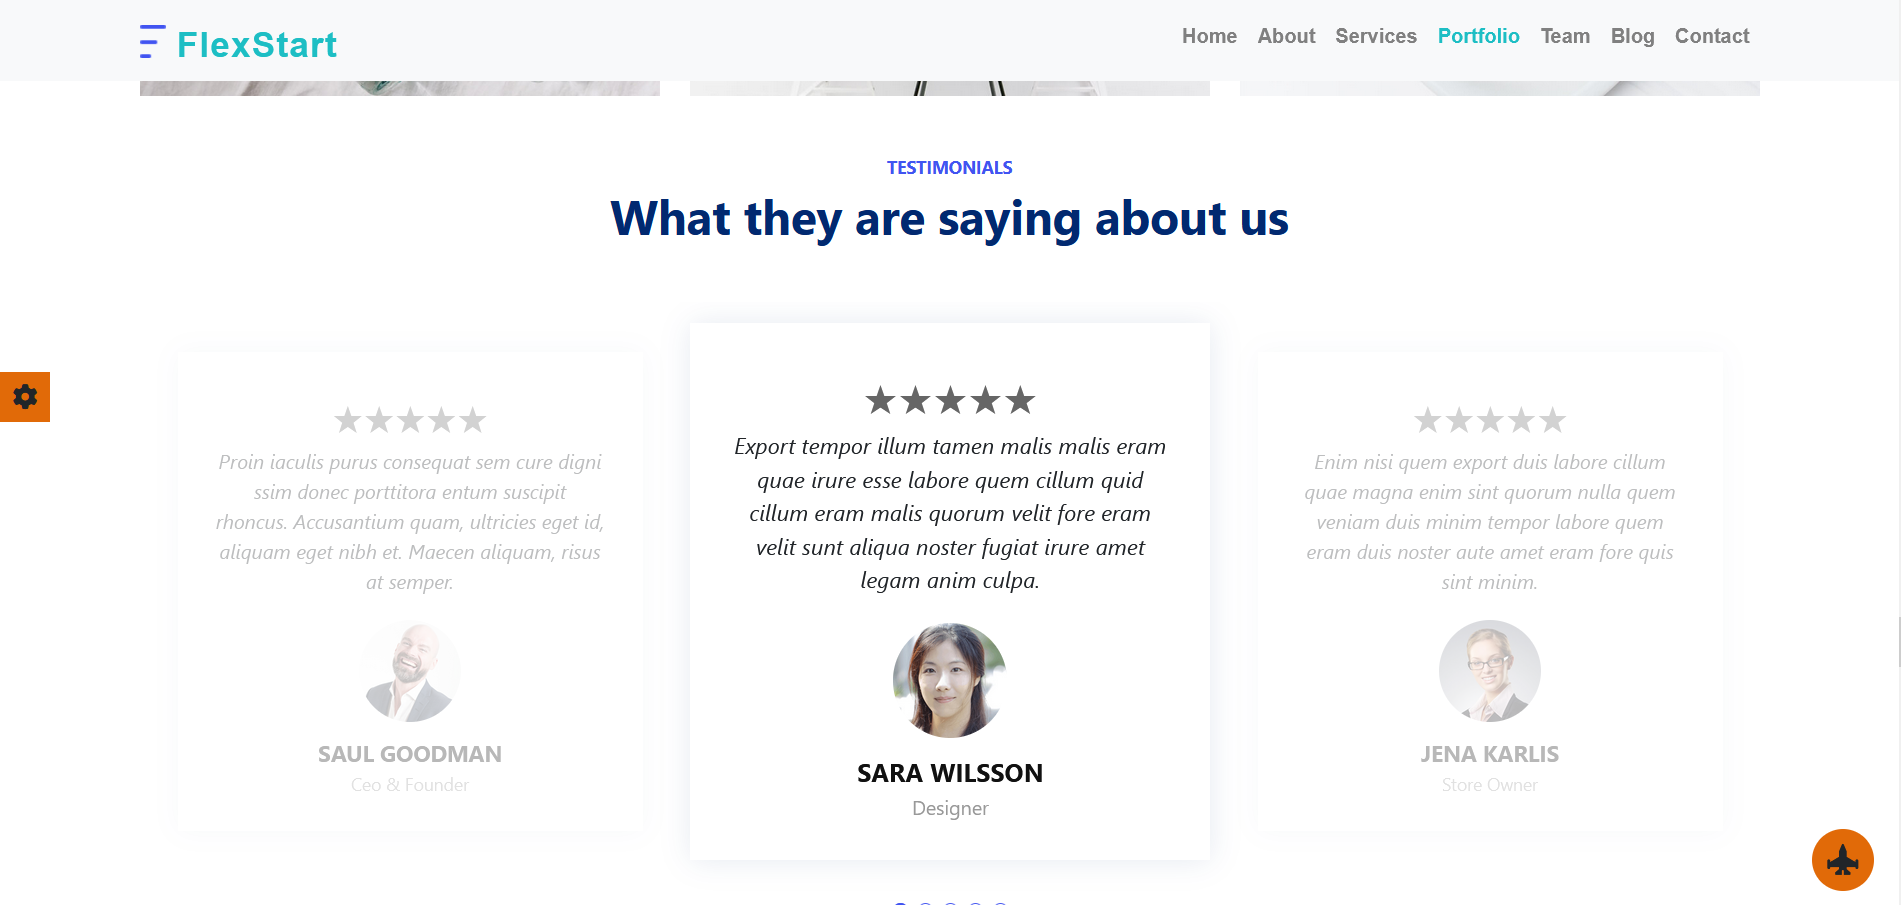 FlexStart
Home About Services Portfolio Team Blog Contact
TESTIMONIALS
What they are saying about us
Proin iaculis purus consequat sem cure digni
ssim donec porttitora entum suscipit
rhoncus. Accusantium quam, ultricies eget id,
aliquam eget nibh et. Maecen aliquam, risus
at semper.
SAUL GOODMAN
Ceo & Founder
Export tempor illum tamen malis malis eram
quae irure esse labore quem cillum quid
cillum eram malis quorum velit fore eram
velit sunt aliqua noster fugiat irure amet
legam anim culpa.
SARA WILSSON
Designer
Enim nisi quem export duis labore cillum
quae magna enim sint quorum nulla quem
veniam duis minim tempor labore quem
eram duis noster aute amet eram fore quis
sint minim.
JENA KARLIS
Store Owner